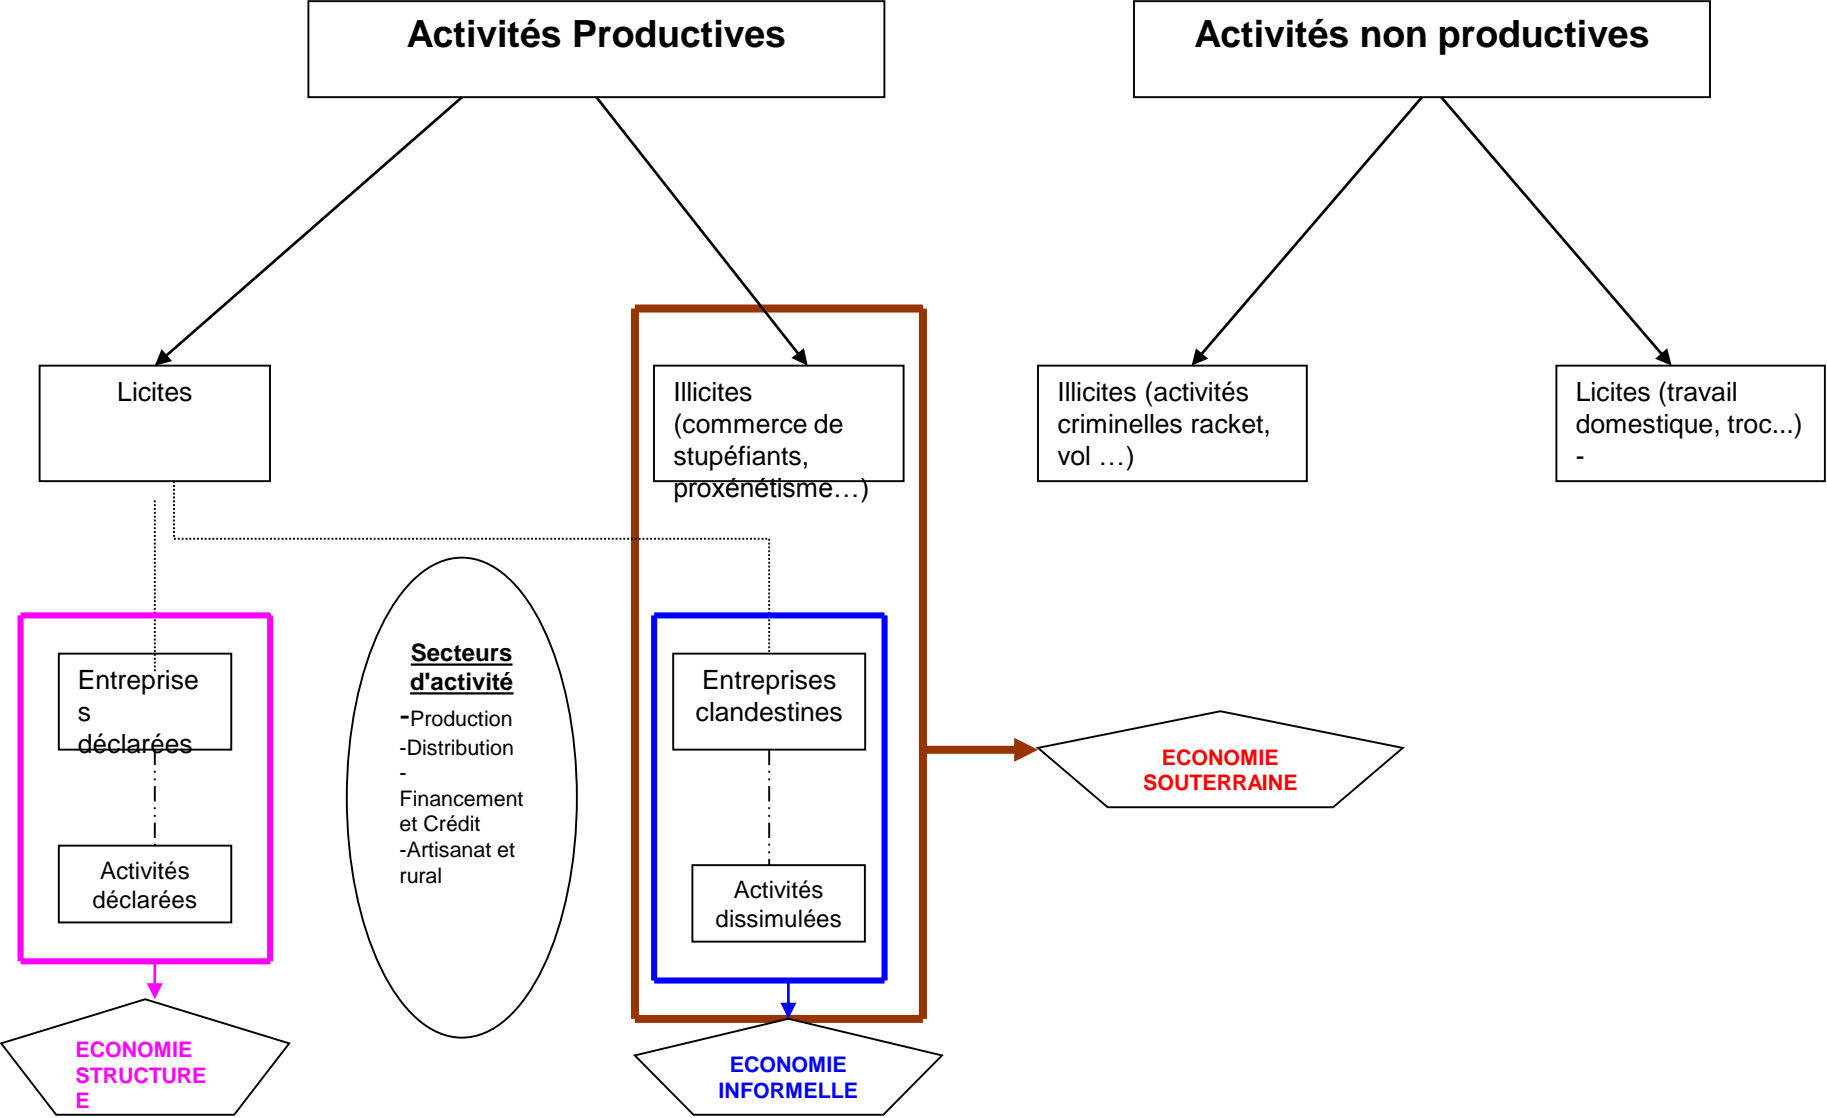 Activités Productives
Activités non productives
Licites
Illicites
(commerce de
stupéfiants,
proxénétisme…)
Illicites (activités
criminelles racket,
vol …)
Licites (travail
domestique, troc...)
-
Entreprise
s
déclarées
Activités
déclarées
Secteurs
d'activité
-Production
-Distribution
-
Financement
et Crédit
-Artisanat et
rural
Entreprises
clandestines
Activités
dissimulées
ECONOMIE
SOUTERRAINE
ECONOMIE
STRUCTURE
E
ECONOMIE
INFORMELLE